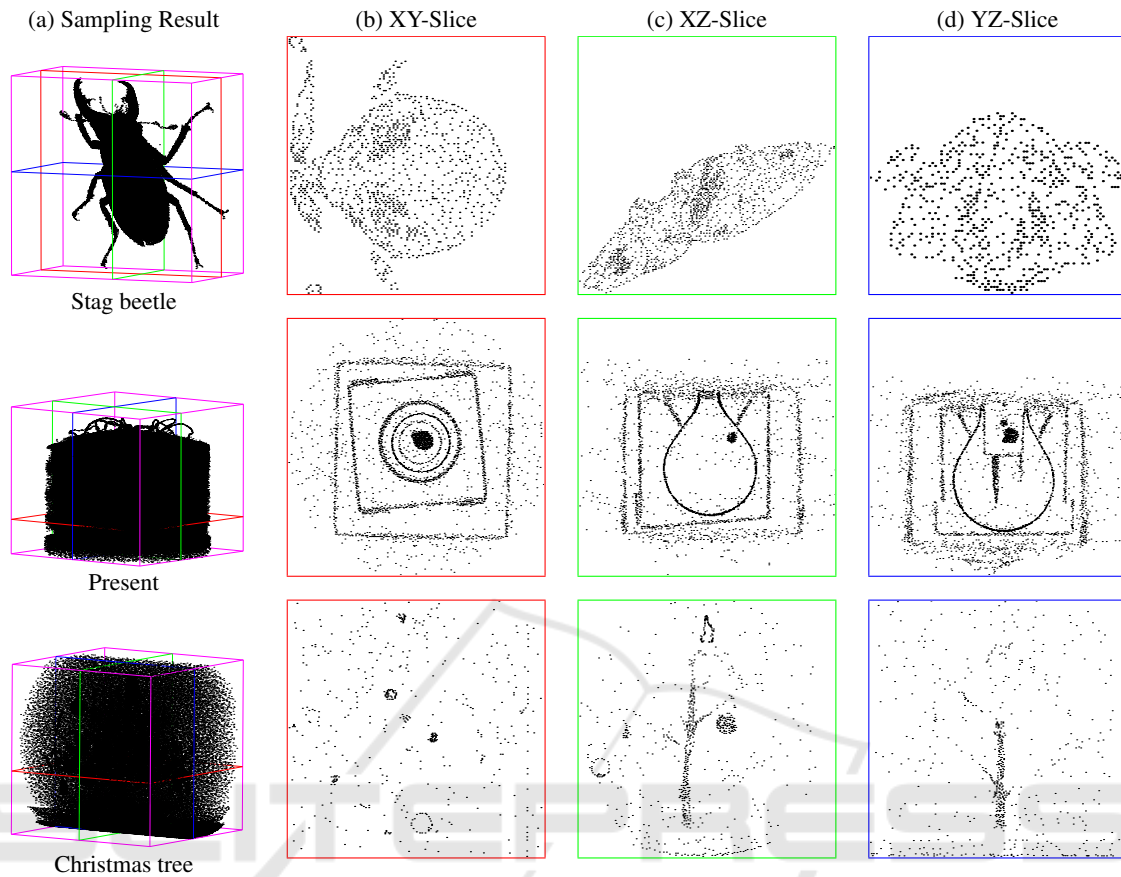 (a) Sampling Result
(b) XY-Slice
(c) XZ-Slice
(d) YZ-Slice
Stag beetle
Present
Christmas tree